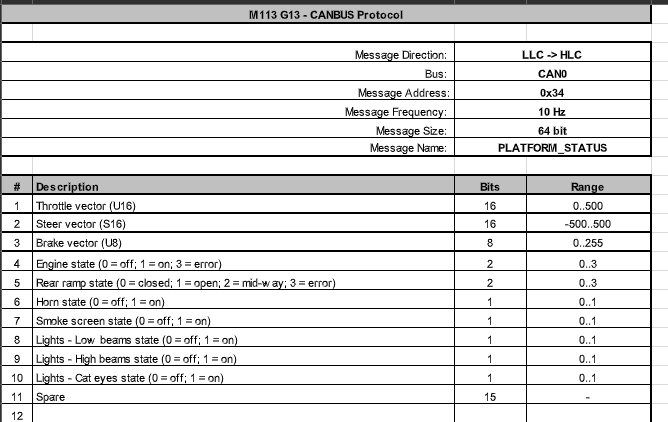 M113 G13 - CANBUS Protocol
Message Direction: LLC -> HLC
Bus: CAN0
Message Address: 0x34
Message Frequency: 10 Hz
Message Size: 64 bit
Message Name: PLATFORM_STATUS
# Description Bits Range
1 Throttle vector (U16) 16 0..500
2 Steer vector (S16) 16 -500..500
3 Brake vector (U8) 8 0..255
4 Engine state (0 = off; 1 = on; 3 = error) 2 0..3
5 Rear ramp state (0 = closed; 1 = open; 2 = mid-way; 3 = error) 2 0..3
6 Horn state (0 = off; 1 = on) 1 0..1
7 Smoke screen state (0 = off; 1 = on) 1 0..1
8 Lights - Low beams state (0 = off; 1 = on) 1 0..1
9 Lights - High beams state (0 = off; 1 = on) 1 0..1
10 Lights - Cat eyes state (0 = off; 1 = on) 1 0..1
11 Spare 15 -
12